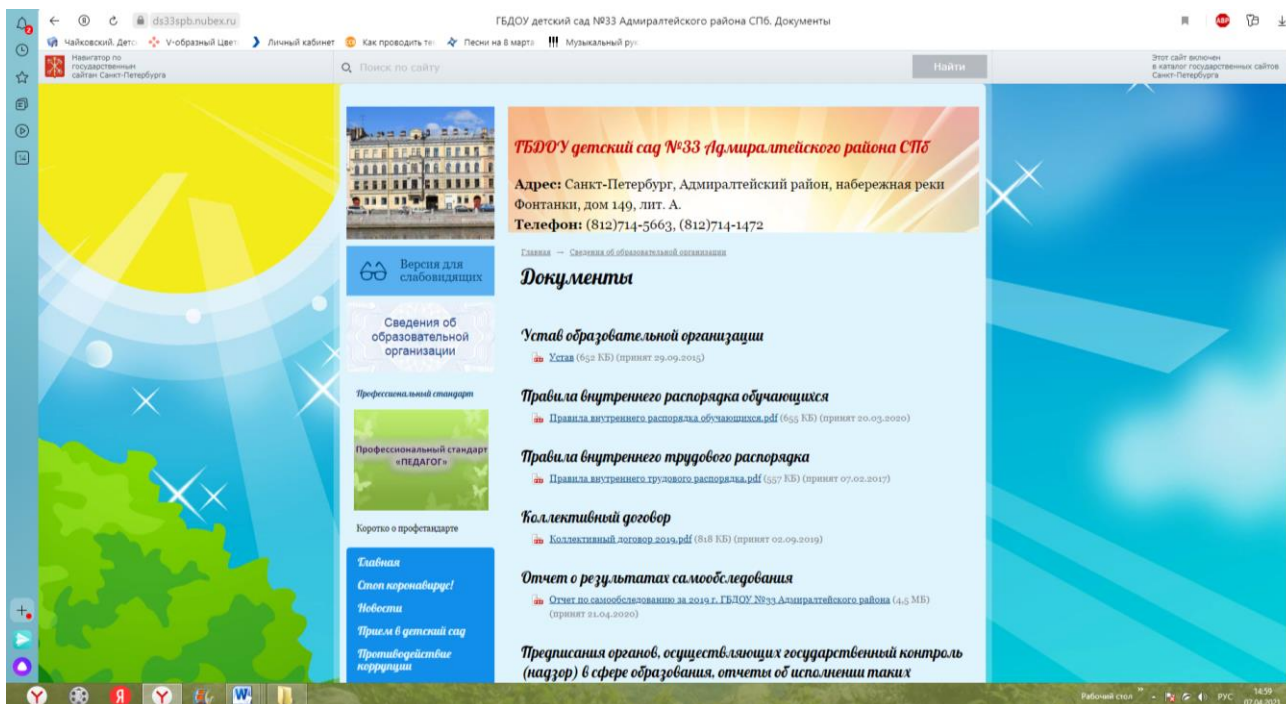 ds33spb.nubex.ru
ГБДОУ детский сад №33 Адмиралтейского района СПб. Документы
Чайковский. Детс
V-образный Цвет
Личный кабинет
Как проводить те
Песни на 8 марта
Музыкальный рук
Навигатор по
государственным
сайтам Санкт-Петербурга
Поиск по сайту
Найти
Этот сайт включен
в каталог государственных сайтов
Санкт-Петербурга
ГБДОУ детский сад №33 Адмиралтейского района СПб
Адрес: Санкт-Петербург, Адмиралтейский район, набережная реки
Фонтанки, дом 149, лит. А.
Телефон: (812)714-5663, (812)714-1472
Версия для
слабовидящих
Сведения об
образовательной
организации
Профессиональный стандарт
Профессиональный стандарт
«ПЕДАГОГ»
Коротко о профстандарте
Главная
Стоп коронавирус!
Новости
Прием в детский сад
Противодействие
коррупции
Главная — Сведения об образовательной организации
Документы
Устав образовательной организации
Устав (652 КБ) (принят 29.09.2015)
Правила внутреннего распорядка обучающихся
Правила внутреннего распорядка обучающихся.pdf (655 КБ) (принят 20.03.2020)
Правила внутреннего трудового распорядка
Правила внутреннего трудового распорядка.pdf (557 КБ) (принят 07.02.2017)
Коллективный договор
Коллективный договор 2019.pdf (818 КБ) (принят 02.09.2019)
Отчет о результатах самообследования
Отчет по самообследованию за 2019 г. ГБДОУ №33 Адмиралтейского района (4,5 МБ)
(принят 21.04.2020)
Предписания органов, осуществляющих государственный контроль
(надзор) в сфере образования, отчеты об исполнении таких
Рабочий стол
РУС
14:59
07.04.2021